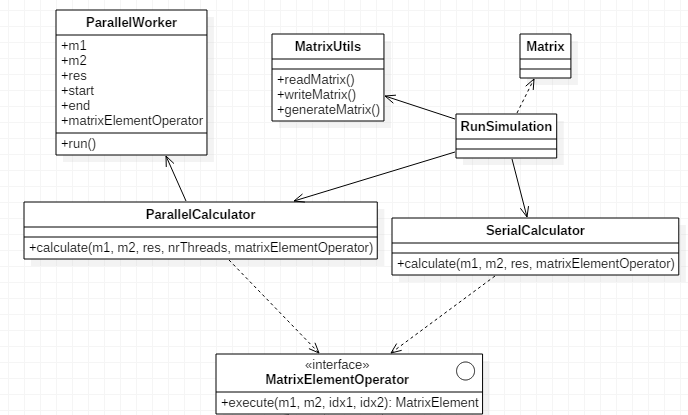 ParallelWorker
+m1
+m2
+res
+start
+end
+matrixElementOperator
+run()
MatrixUtils
+readMatrix()
+writeMatrix()
+generateMatrix()
Matrix
RunSimulation
ParallelCalculator
+calculate(m1, m2, res, nrThreads, matrixElementOperator)
SerialCalculator
+calculate(m1, m2, res, matrixElementOperator)
«interface»
MatrixElementOperator
+execute(m1, m2, idx1, idx2): MatrixElement